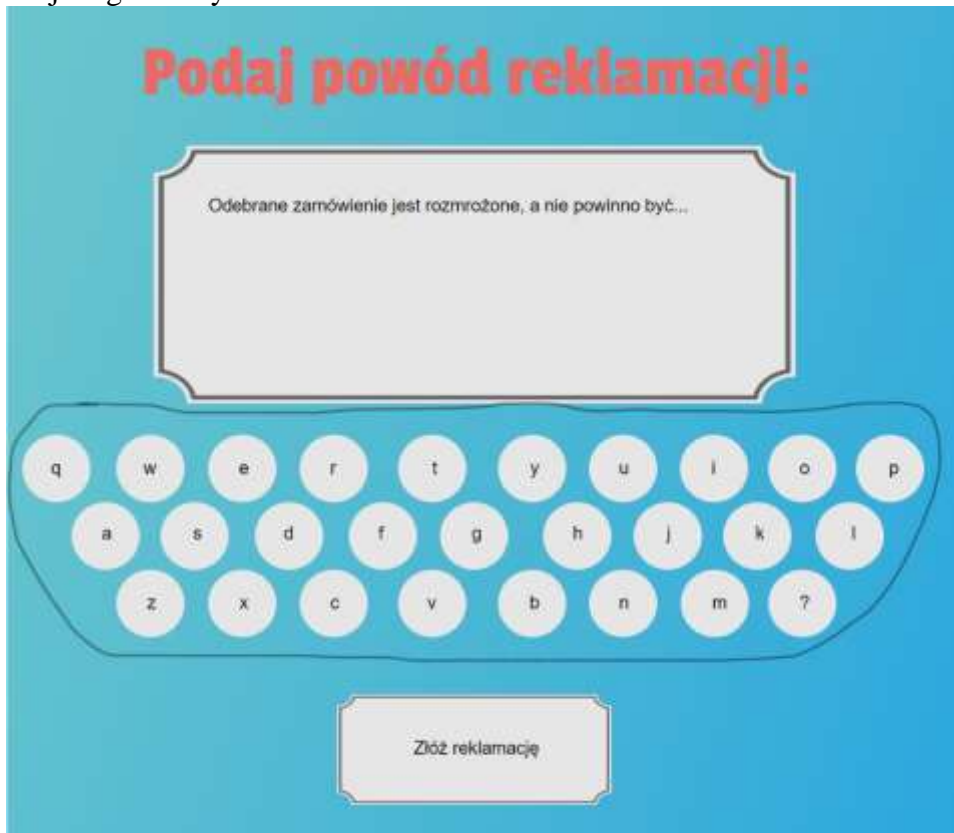 Podaj powód reklamacji:
Odebrane zamówienie jest rozmrożone, a nie powinno być...
q w e r t y u i o p
a s d f g h j k l
z x c v b n m ?
Złóż reklamację